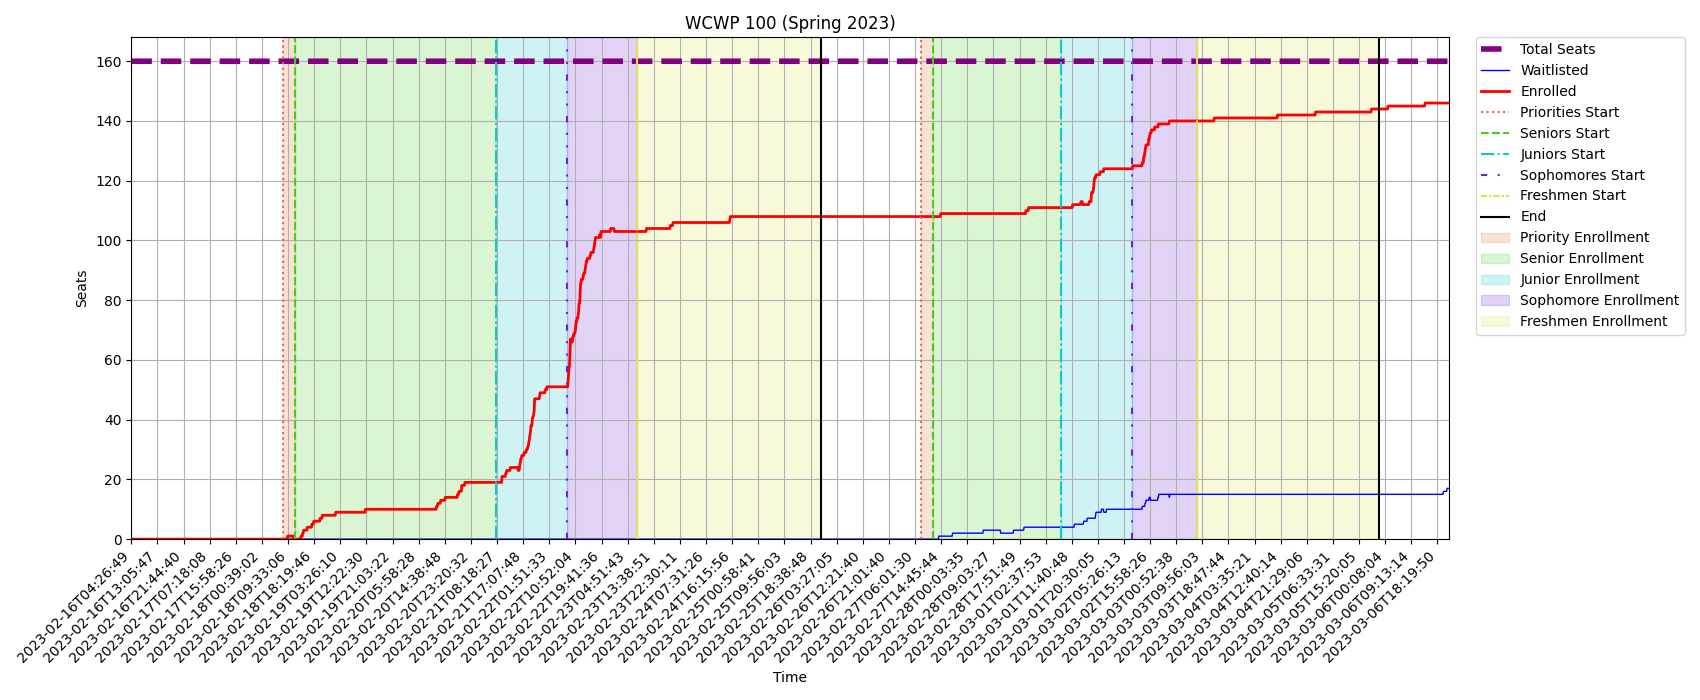 WCWP 100 (Spring 2023)
Seats
160
140
120
100
80
60
40
20
0
2023-02-16T04:26:49
2023-02-16T13:05:47
2023-02-16T21:44:40
2023-02-17T07:18:08
2023-02-17T15:58:26
2023-02-18T00:39:02
2023-02-18T09:33:06
2023-02-18T18:19:46
2023-02-19T03:26:10
2023-02-19T12:22:30
2023-02-19T21:03:22
2023-02-20T05:58:28
2023-02-20T14:38:48
2023-02-20T23:20:32
2023-02-21T08:18:27
2023-02-21T17:07:48
2023-02-22T01:51:33
2023-02-22T10:52:04
2023-02-22T19:41:36
2023-02-23T04:51:43
2023-02-23T13:38:51
2023-02-23T22:30:11
2023-02-24T07:31:26
2023-02-24T16:15:56
2023-02-25T00:58:41
2023-02-25T09:56:03
2023-02-25T18:38:48
2023-02-26T03:27:05
2023-02-26T12:21:40
2023-02-26T21:01:40
2023-02-27T06:01:30
2023-02-27T14:45:44
2023-02-28T00:03:35
2023-02-28T09:03:27
2023-02-28T17:51:49
2023-03-01T02:37:53
2023-03-01T11:40:48
2023-03-01T20:30:05
2023-03-02T05:26:13
2023-03-02T15:58:26
2023-03-03T00:52:38
2023-03-03T09:56:03
2023-03-03T18:47:44
2023-03-04T03:35:21
2023-03-04T12:40:14
2023-03-04T21:29:06
2023-03-05T06:33:31
2023-03-05T15:20:05
2023-03-06T00:08:04
2023-03-06T09:13:14
2023-03-06T18:19:50
Time
Total Seats
Waitlisted
Enrolled
Priorities Start
Seniors Start
Juniors Start
Sophomores Start
Freshmen Start
End
Priority Enrollment
Senior Enrollment
Junior Enrollment
Sophomore Enrollment
Freshmen Enrollment